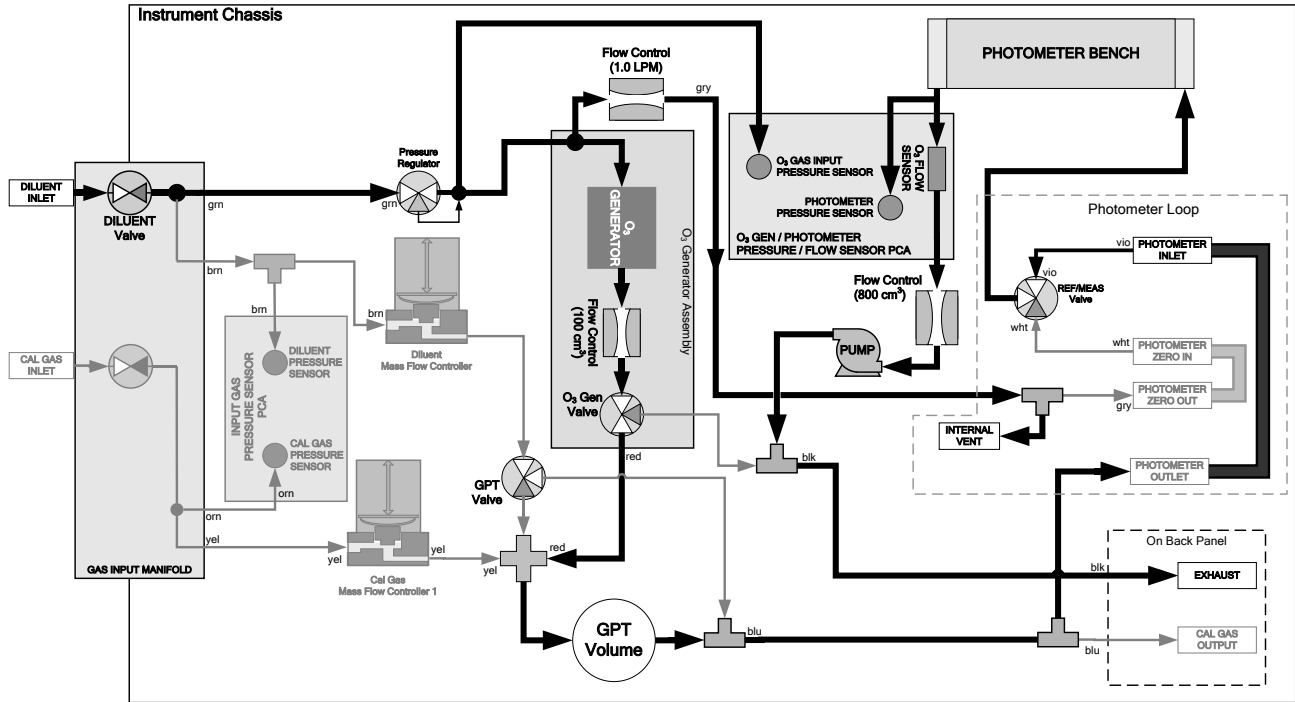 Instrument Chassis
Flow Control
(1.0 LPM)
gry
PHOTOMETER BENCH
Pressure
Regulator
O₃ GAS INPUT
PRESSURE SENSOR
O₃ FLOW
SENSOR
PHOTOMETER
PRESSURE SENSOR
O₃ GEN / PHOTOMETER
PRESSURE / FLOW SENSOR PCA
DILUENT
INLET
DILUENT
Valve
grn
grn
O₃
GENERATOR
O₃ Generator Assembly
Photometer Loop
vio
PHOTOMETER
INLET
vio
REF/MEAS
Valve
wht
wht
PHOTOMETER
ZERO IN
PHOTOMETER
ZERO OUT
gry
INTERNAL
VENT
PHOTOMETER
OUTLET
Flow Control
(800 cm³)
PUMP
brn
brn
brn
Diluent
Mass Flow Controller
Flow Control
(100 cm³)
CAL GAS
INLET
DILUENT
PRESSURE
SENSOR
INPUT GAS
PRESSURE SENSOR
PCA
CAL GAS
PRESSURE
SENSOR
O₃ Gen
Valve
red
blk
GPT
Valve
orn
orn
yel
yel
yel
yel
red
Cal Gas
Mass Flow Controller 1
GAS INPUT MANIFOLD
GPT
Volume
blu
blu
On Back Panel
blk
EXHAUST
CAL GAS
OUTPUT